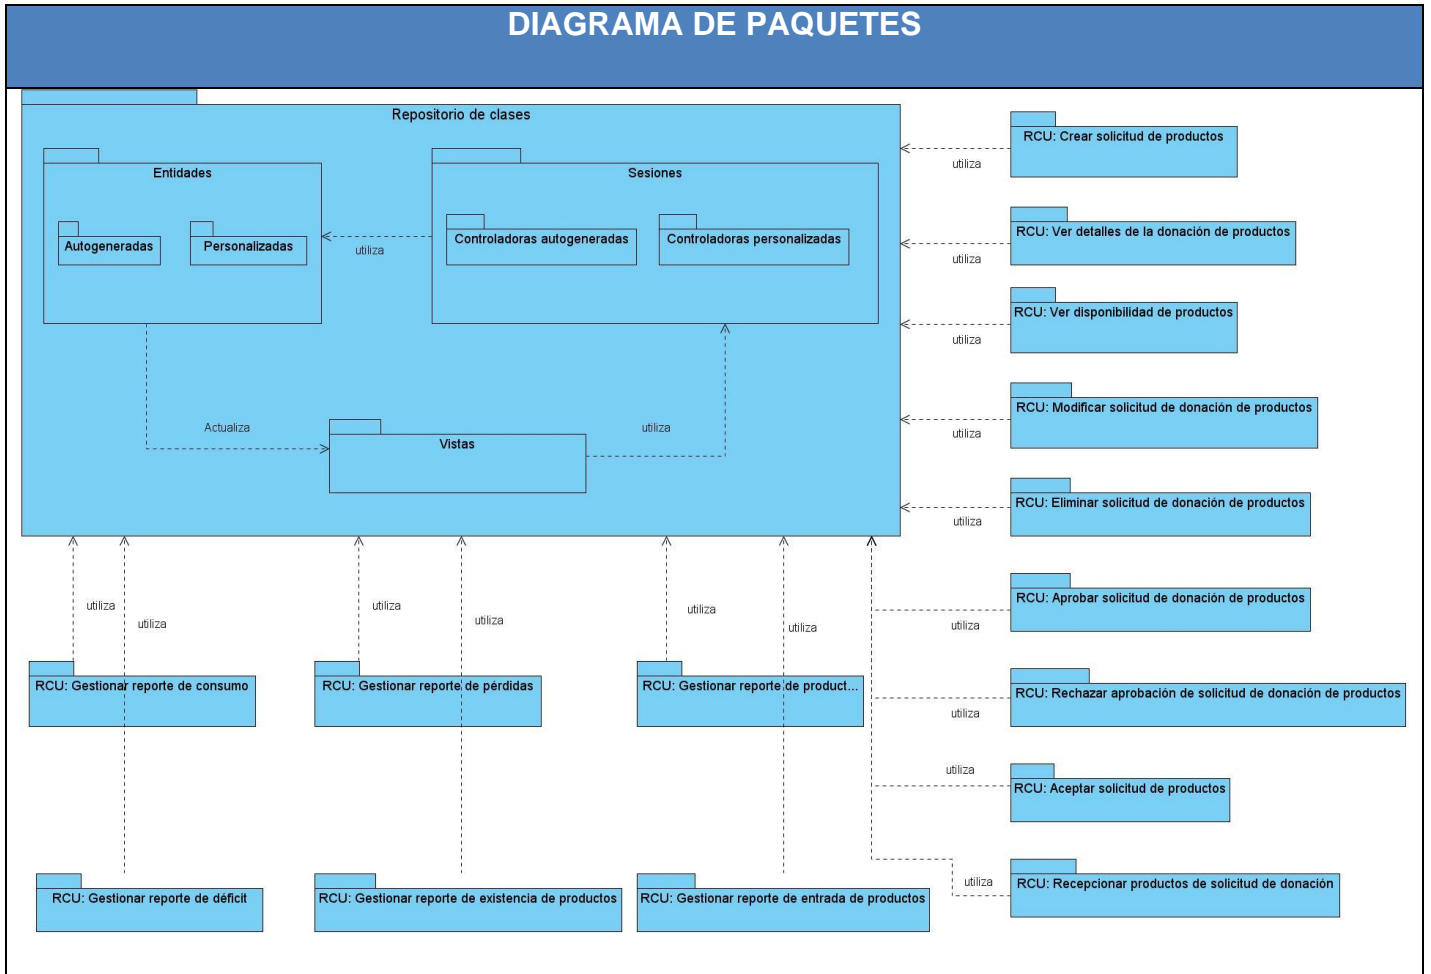 DIAGRAMA DE PAQUETES
Repositorio de clases
Entidades
Autogeneradas
Personalizadas
utiliza
Sesiones
Controladoras autogeneradas
Controladoras personalizadas
Actualiza
Vistas
utiliza
RCU: Crear solicitud de productos
utiliza
RCU: Ver detalles de la donación de productos
utiliza
RCU: Ver disponibilidad de productos
utiliza
RCU: Modificar solicitud de donación de productos
utiliza
RCU: Eliminar solicitud de donación de productos
utiliza
RCU: Aprobar solicitud de donación de productos
utiliza
RCU: Rechazar aprobación de solicitud de donación de productos
utiliza
RCU: Aceptar solicitud de productos
utiliza
RCU: Recepcionar productos de solicitud de donación
utiliza
utiliza
utiliza
utiliza
utiliza
utiliza
utiliza
RCU: Gestionar reporte de consumo
RCU: Gestionar reporte de pérdidas
RCU: Gestionar reporte de product...
RCU: Gestionar reporte de déficit
RCU: Gestionar reporte de existencia de productos
RCU: Gestionar reporte de entrada de productos